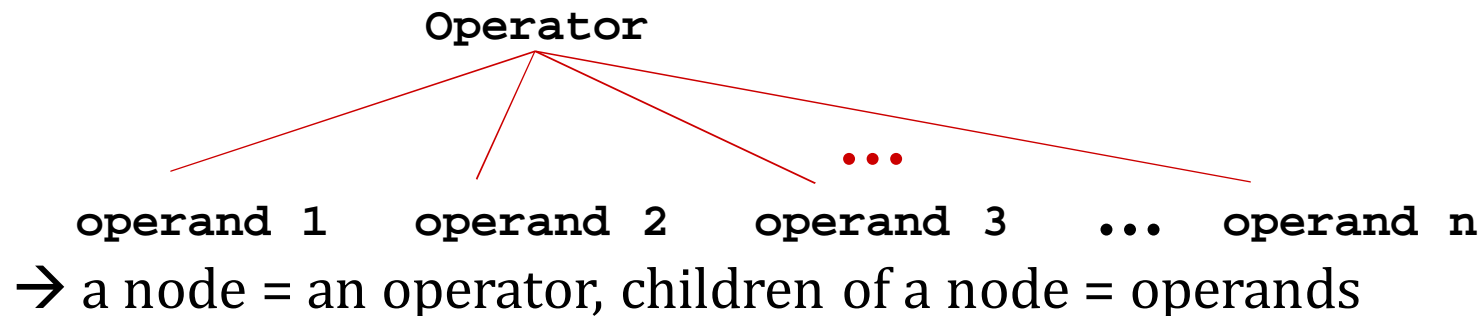 Operator
...
operand 1 operand 2 operand 3 ... operand n
→ a node = an operator, children of a node = operands